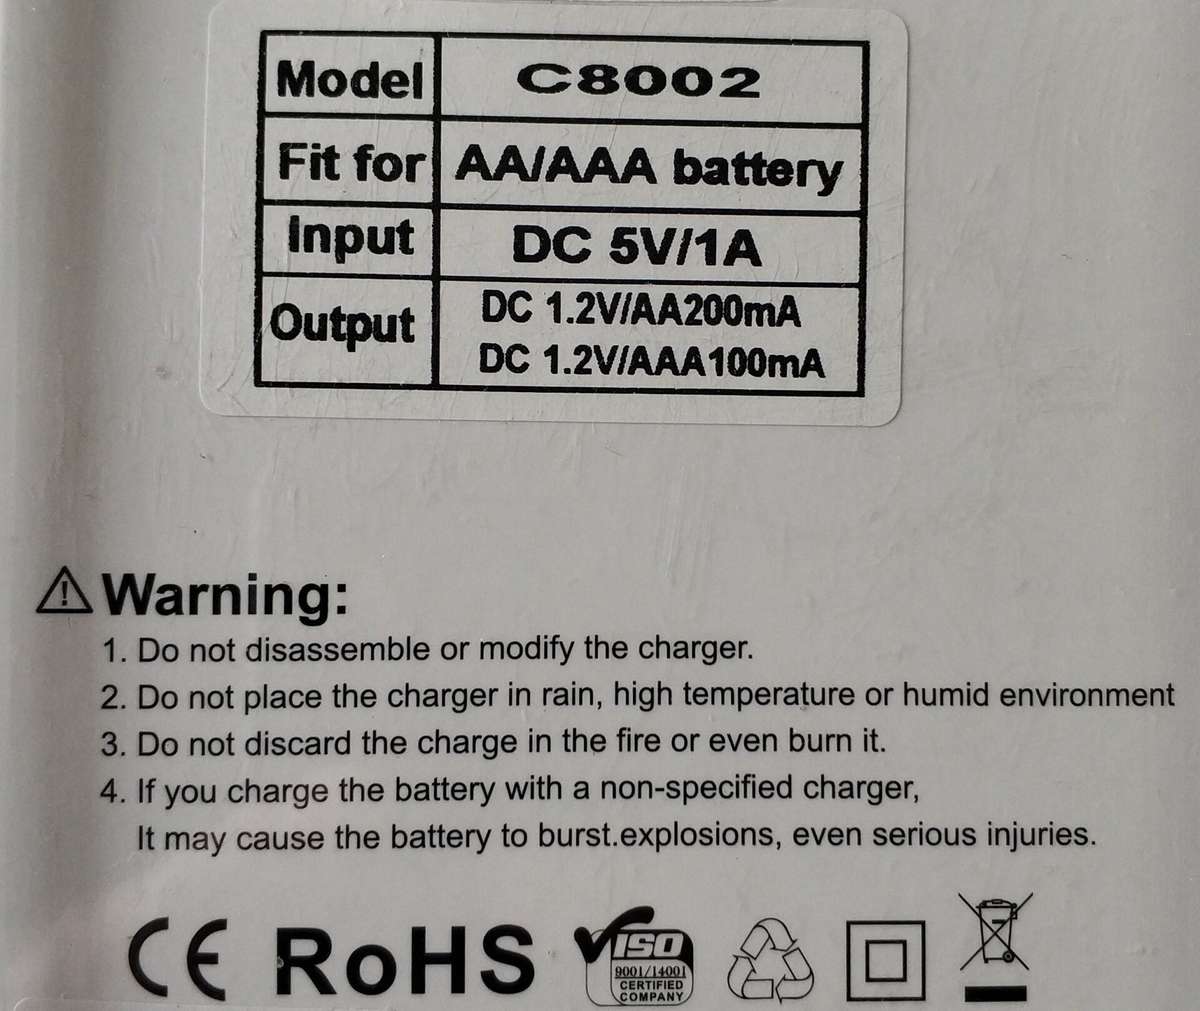 Model C8002
Fit for AA/AAA battery
Input DC 5V/1A
Output DC 1.2V/AA200mA
DC 1.2V/AAA100mA
Warning:
1. Do not disassemble or modify the charger.
2. Do not place the charger in rain, high temperature or humid environment
3. Do not discard the charge in the fire or even burn it.
4. If you charge the battery with a non-specified charger,
It may cause the battery to burst.explosions, even serious injuries.
CE RoHS ISO
9001/14001
CERTIFIED
COMPANY